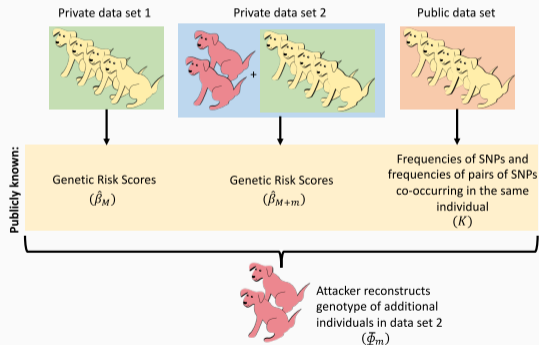 Private data set 1
Private data set 2
Public data set
+
Publicly known:
Genetic Risk Scores
(β̂_M)
Genetic Risk Scores
(β̂_{M+m})
Frequencies of SNPs and
frequencies of pairs of SNPs
co-occurring in the same
individual
(K)
Attacker reconstructs
genotype of additional
individuals in data set 2
(Φ̄_m)